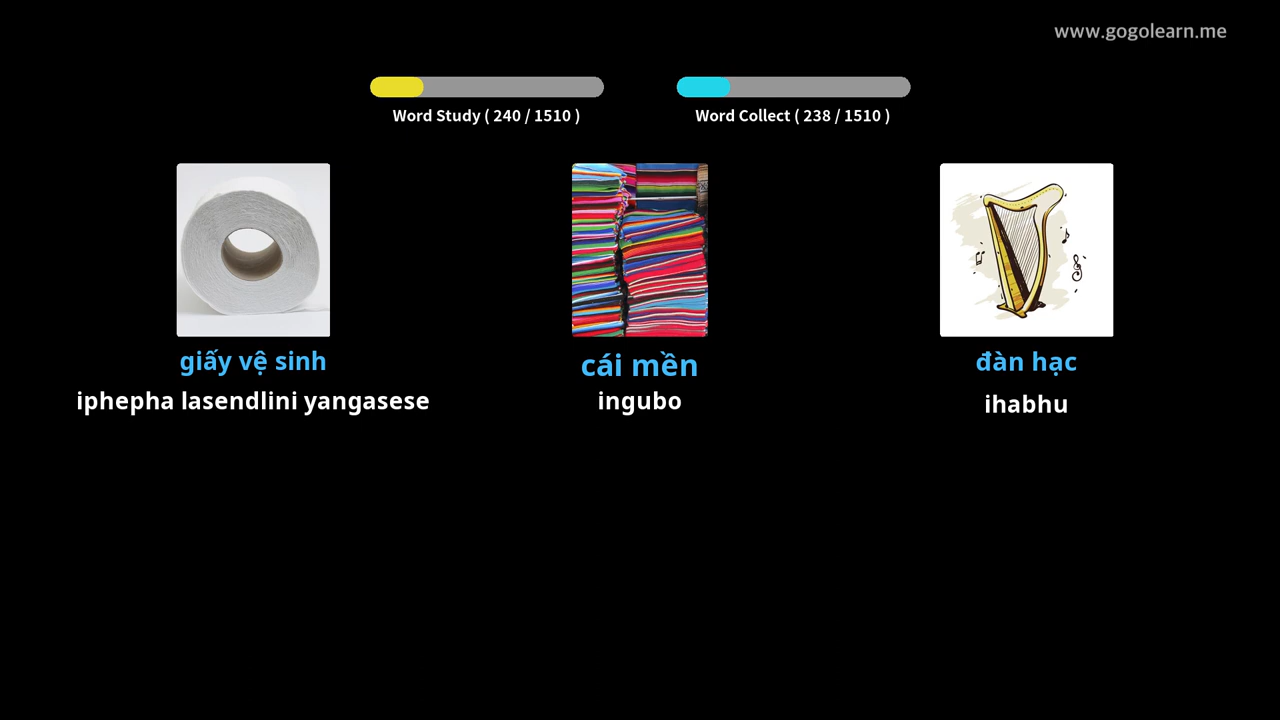 www.gogolearn.me
Word Study ( 240 / 1510 )
Word Collect ( 238 / 1510 )
giấy vệ sinh
cái mền
đàn hạc
iphepha lasendlini yangasese
ingubo
ihabhu